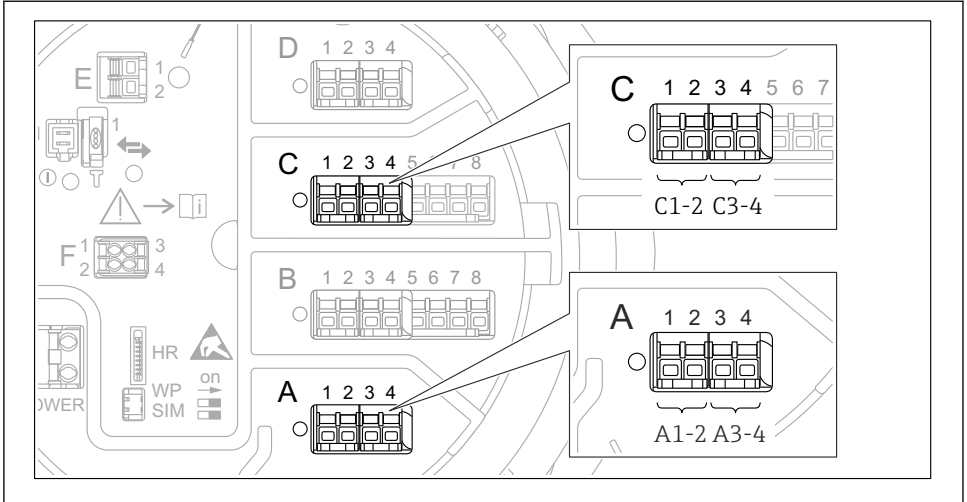 D 1 2 3 4
E 1
2
1
C 1 2 3 4 5 6 7 8
i
F 1 3
2 4
B 1 2 3 4 5 6 7 8
HR
on
WP
SIM
OWER
A 1 2 3 4
C 1 2 3 4 5 6 7
C1-2 C3-4
A 1 2 3 4
A1-2 A3-4